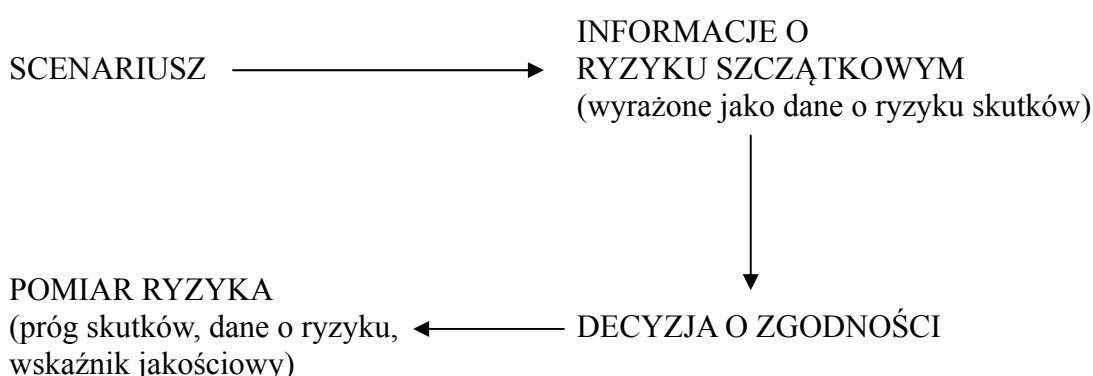 SCENARIUSZ
INFORMACJE O
RYZYKU SZCZĄTKOWYM
(wyrażone jako dane o ryzyku skutków)
DECYZJA O ZGODNOŚCI
POMIAR RYZYKA
(próg skutków, dane o ryzyku,
wskaźnik jakościowy)